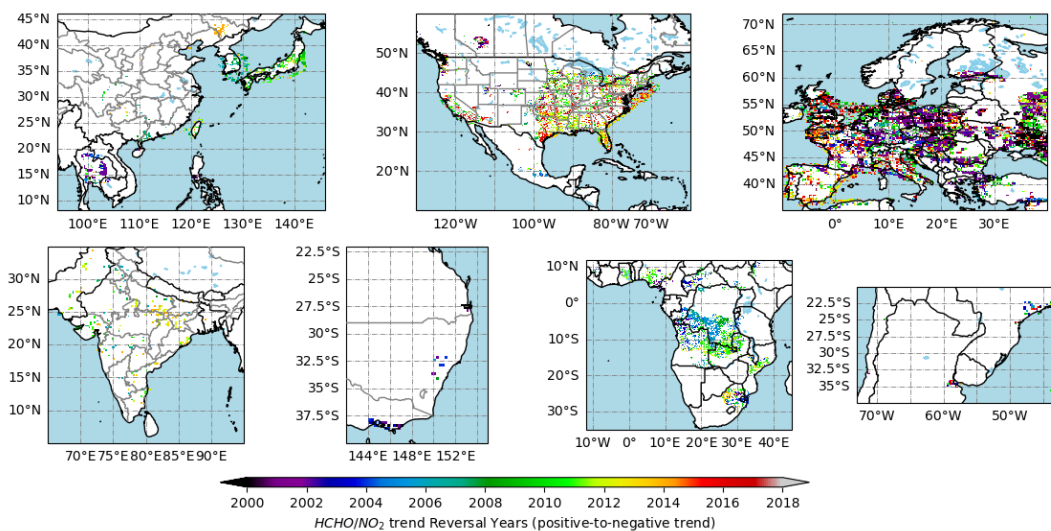 45°N
40°N
35°N
30°N
25°N
20°N
15°N
10°N
100°E 110°E 120°E 130°E 140°E
50°N
40°N
30°N
20°N
120°W 100°W 80°W 70°W
70°N
65°N
60°N
55°N
50°N
45°N
40°N
0° 10°E 20°E 30°E
30°N
25°N
20°N
15°N
10°N
70°E 75°E 80°E 85°E 90°E
22.5°S
25°S
27.5°S
30°S
32.5°S
35°S
37.5°S
144°E 148°E 152°E
10°N
0°
10°S
20°S
30°S
10°W 0° 10°E 20°E 30°E 40°E
22.5°S
25°S
27.5°S
30°S
32.5°S
35°S
70°W 60°W 50°W
2000 2002 2004 2006 2008 2010 2012 2014 2016 2018
HCHO/NO₂ trend Reversal Years (positive-to-negative trend)